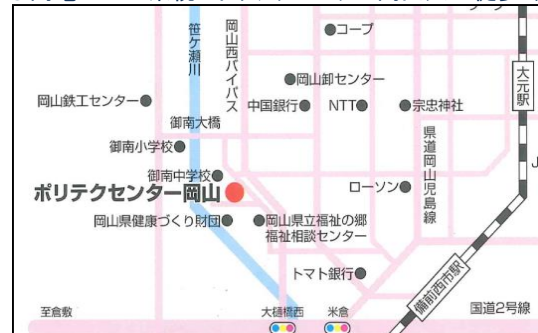 コープ
笹ケ瀬川
岡山西バイパス
大元駅
岡山卸センター
岡山鉄工センター
中国銀行
NTT
宗忠神社
御南大橋
県道岡山児島線
御南小学校
J
御南中学校
ポリテクセンター岡山
ローソン
岡山県健康づくり財団
岡山県立福祉の郷
福祉相談センター
トマト銀行
備前西市駅
至倉敷
大樋橋西
米倉
国道2号線